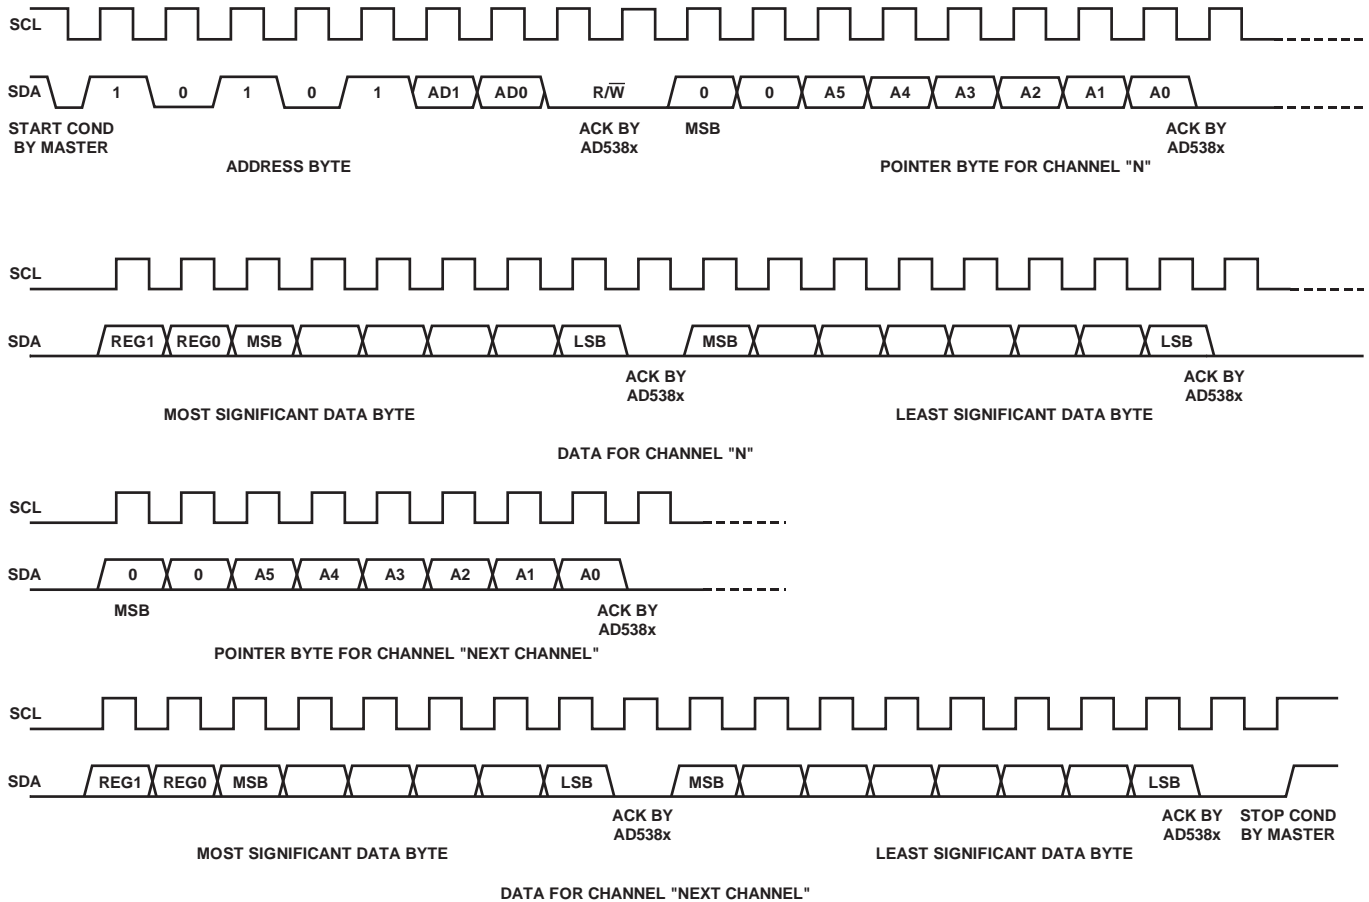 SCL
SDA 1 0 1 0 1 AD1 AD0 R/W̅ 0 0 A5 A4 A3 A2 A1 A0
START COND ACK BY MSB ACK BY
BY MASTER AD538x AD538x
ADDRESS BYTE POINTER BYTE FOR CHANNEL "N"
SCL
SDA REG1 REG0 MSB LSB MSB LSB
ACK BY ACK BY
AD538x AD538x
MOST SIGNIFICANT DATA BYTE LEAST SIGNIFICANT DATA BYTE
DATA FOR CHANNEL "N"
SCL
SDA 0 0 A5 A4 A3 A2 A1 A0
MSB ACK BY
AD538x
POINTER BYTE FOR CHANNEL "NEXT CHANNEL"
SCL
SDA REG1 REG0 MSB LSB MSB LSB
ACK BY ACK BY STOP COND
AD538x AD538x BY MASTER
MOST SIGNIFICANT DATA BYTE LEAST SIGNIFICANT DATA BYTE
DATA FOR CHANNEL "NEXT CHANNEL"